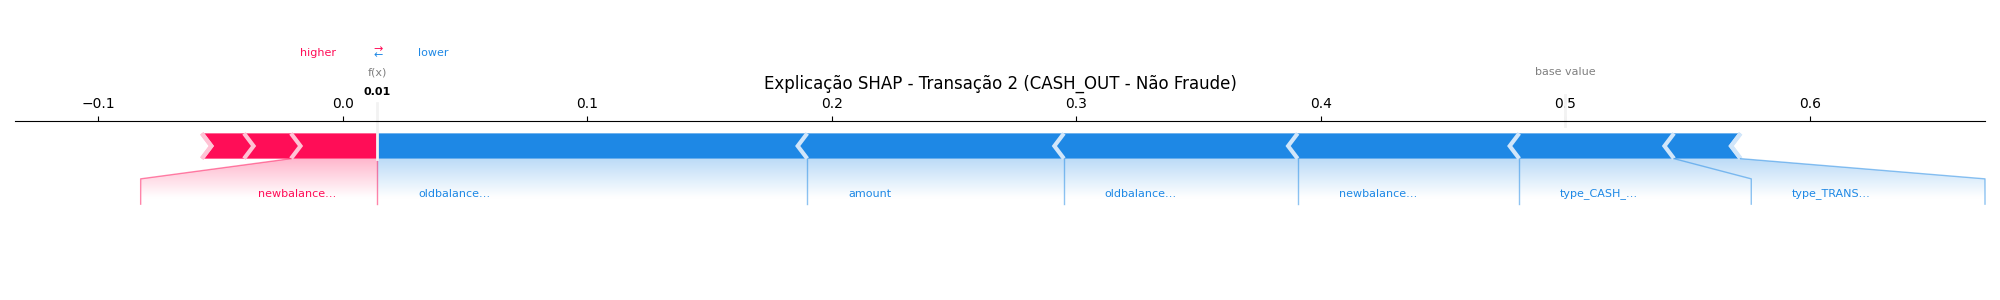 higher ⇄ lower
f(x)
base value
0.01
Explicação SHAP - Transação 2 (CASH_OUT - Não Fraude)
−0.1 0.0 0.1 0.2 0.3 0.4 0.5 0.6
newbalance... oldbalance... amount oldbalance... newbalance... type_CASH_... type_TRANS...